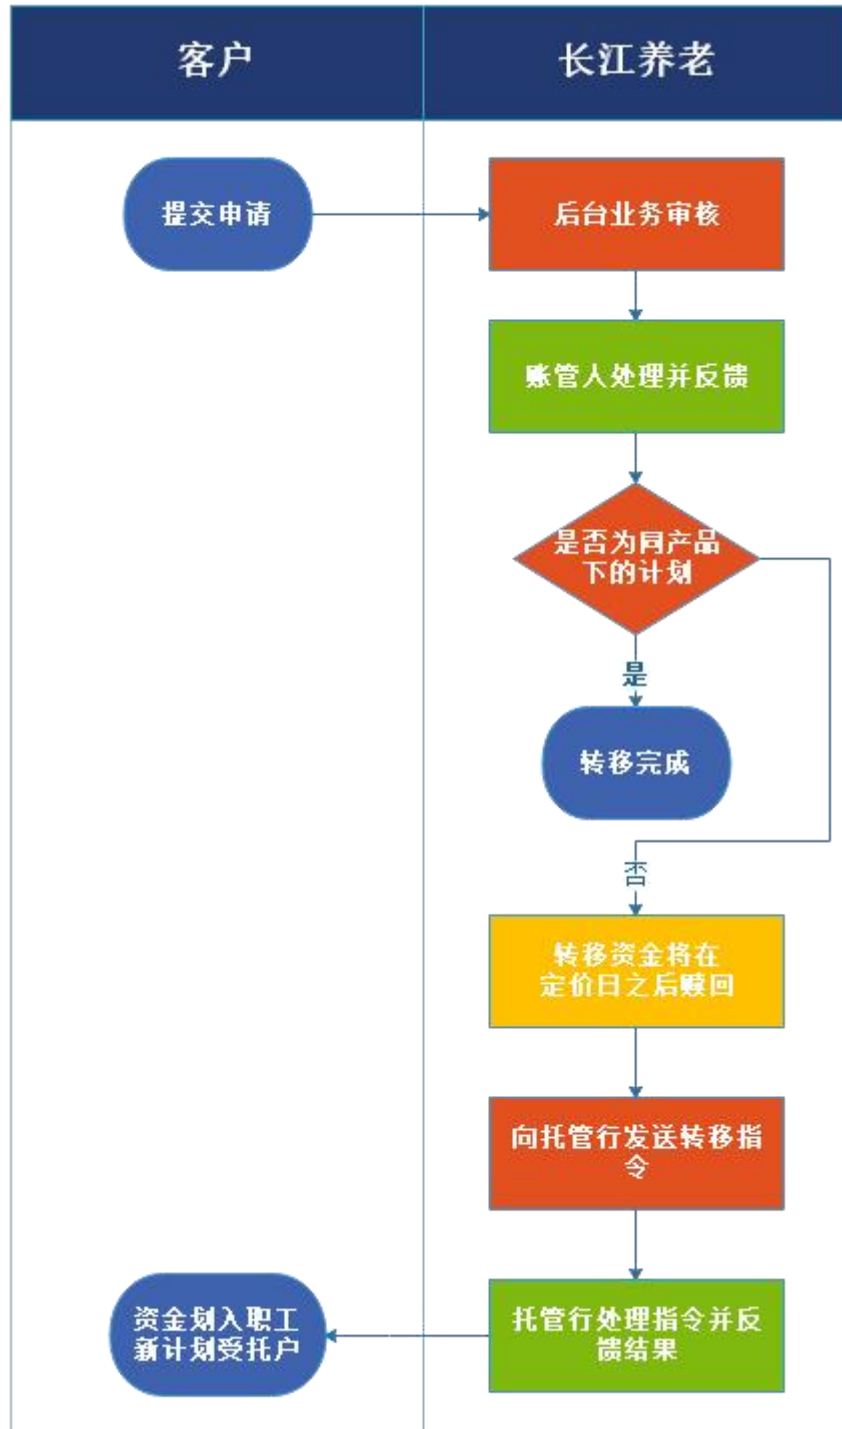 客户
长江养老
提交申请
后台业务审核
账管人处理并反馈
是否为同产品
下的计划
是
转移完成
否
转移资金将在
定价日之后赎回
向托管行发送转移指
令
托管行处理指令并反
馈结果
资金划入职工
新计划受托户